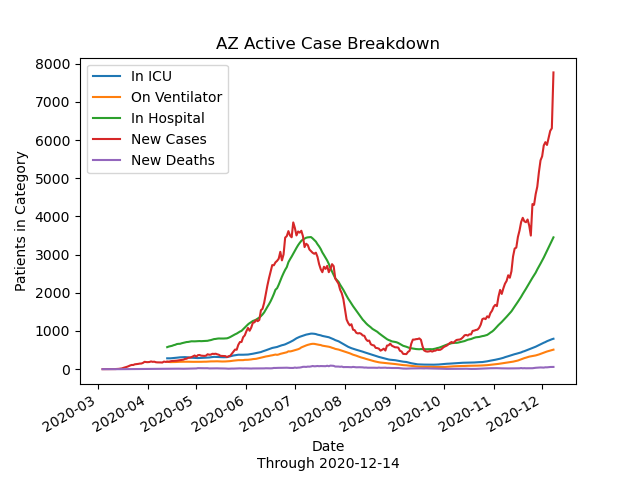 AZ Active Case Breakdown
In ICU
On Ventilator
In Hospital
New Cases
New Deaths
8000
7000
6000
5000
4000
3000
2000
1000
0
Patients in Category
2020-03
2020-04
2020-05
2020-06
2020-07
2020-08
2020-09
2020-10
2020-11
2020-12
Date
Through 2020-12-14